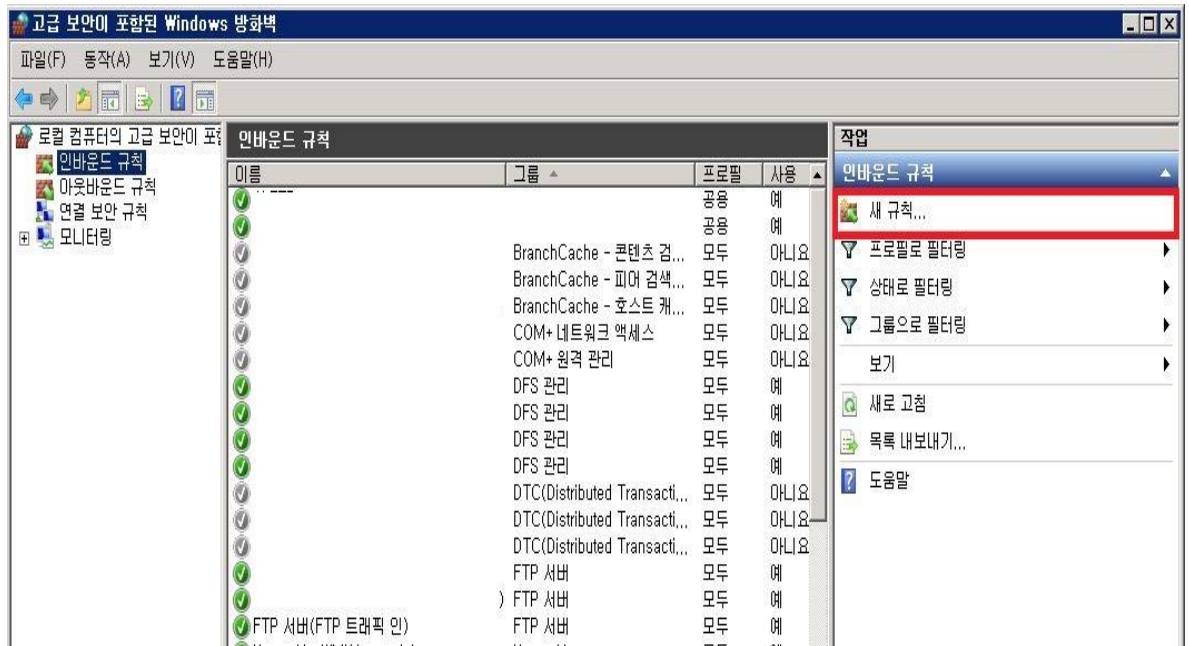 고급 보안이 포함된 Windows 방화벽
파일(F) 동작(A) 보기(V) 도움말(H)
로컬 컴퓨터의 고급 보안이 포함
인바운드 규칙
아웃바운드 규칙
연결 보안 규칙
모니터링
인바운드 규칙
이름 그룹 프로필 사용
공용 예
공용 예
BranchCache - 콘텐츠 검... 모두 아니요
BranchCache - 피어 검색... 모두 아니요
BranchCache - 호스트 캐... 모두 아니요
COM+ 네트워크 액세스 모두 아니요
COM+ 원격 관리 모두 아니요
DFS 관리 모두 예
DFS 관리 모두 예
DFS 관리 모두 예
DFS 관리 모두 예
DTC(Distributed Transacti... 모두 아니요
DTC(Distributed Transacti... 모두 아니요
DTC(Distributed Transacti... 모두 아니요
FTP 서버 모두 예
) FTP 서버 모두 예
FTP 서버(FTP 트래픽 인) FTP 서버 모두 예
작업
인바운드 규칙
새 규칙...
프로필로 필터링
상태로 필터링
그룹으로 필터링
보기
새로 고침
목록 내보내기...
도움말